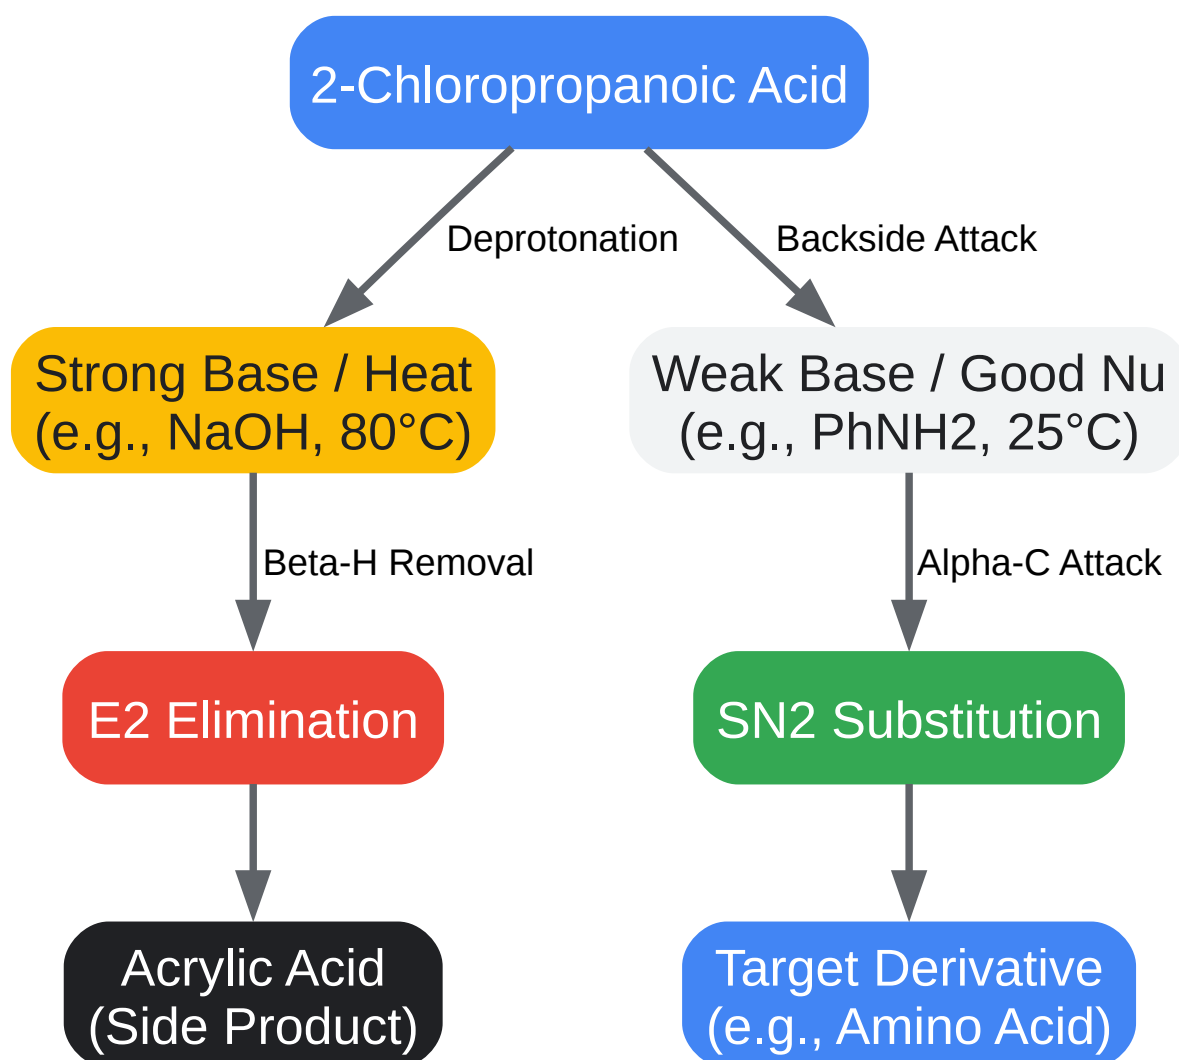 2-Chloropropanoic Acid
Deprotonation
Backside Attack
Strong Base / Heat
(e.g., NaOH, 80°C)
Weak Base / Good Nu
(e.g., PhNH2, 25°C)
Beta-H Removal
Alpha-C Attack
E2 Elimination
SN2 Substitution
Acrylic Acid
(Side Product)
Target Derivative
(e.g., Amino Acid)